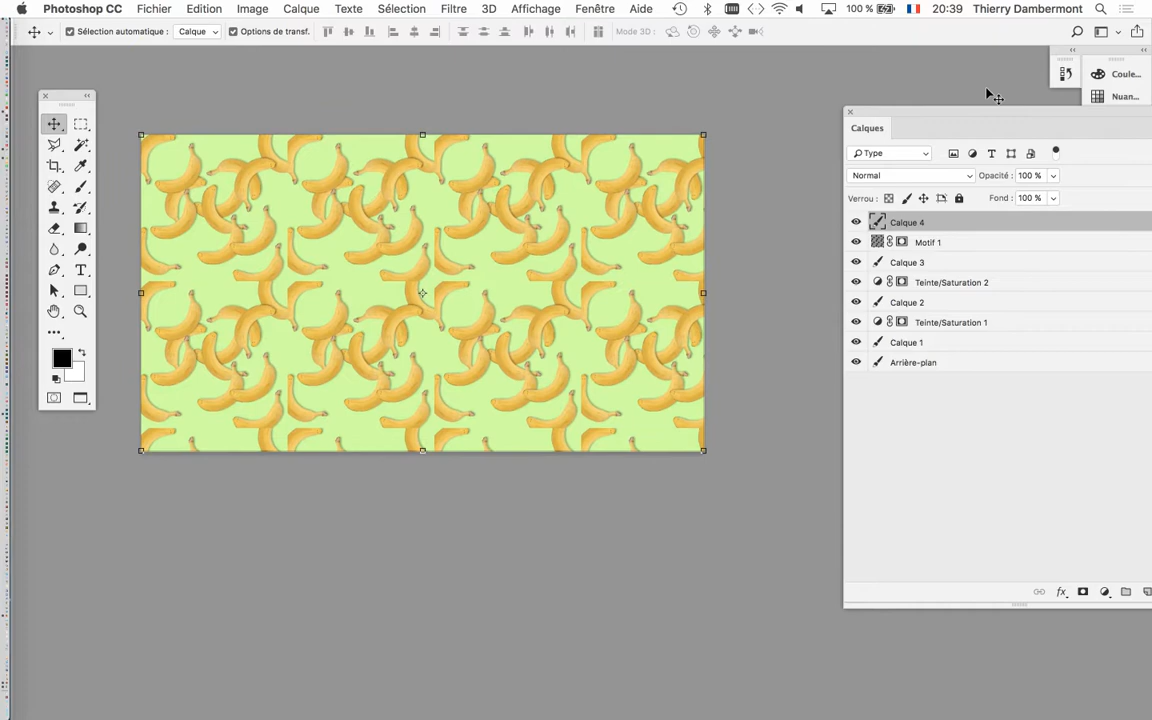 Photoshop CC Fichier Edition Image Calque Texte Sélection Filtre 3D Affichage Fenêtre Aide 100 % 20:39 Thierry Dambermont
Sélection automatique : Calque Options de transf. Mode 3D :
Coule...
Nuan...
Calques
Type
Normal Opacité : 100 %
Verrou : Fond : 100 %
Calque 4
Motif 1
Calque 3
Teinte/Saturation 2
Calque 2
Teinte/Saturation 1
Calque 1
Arrière-plan
fx